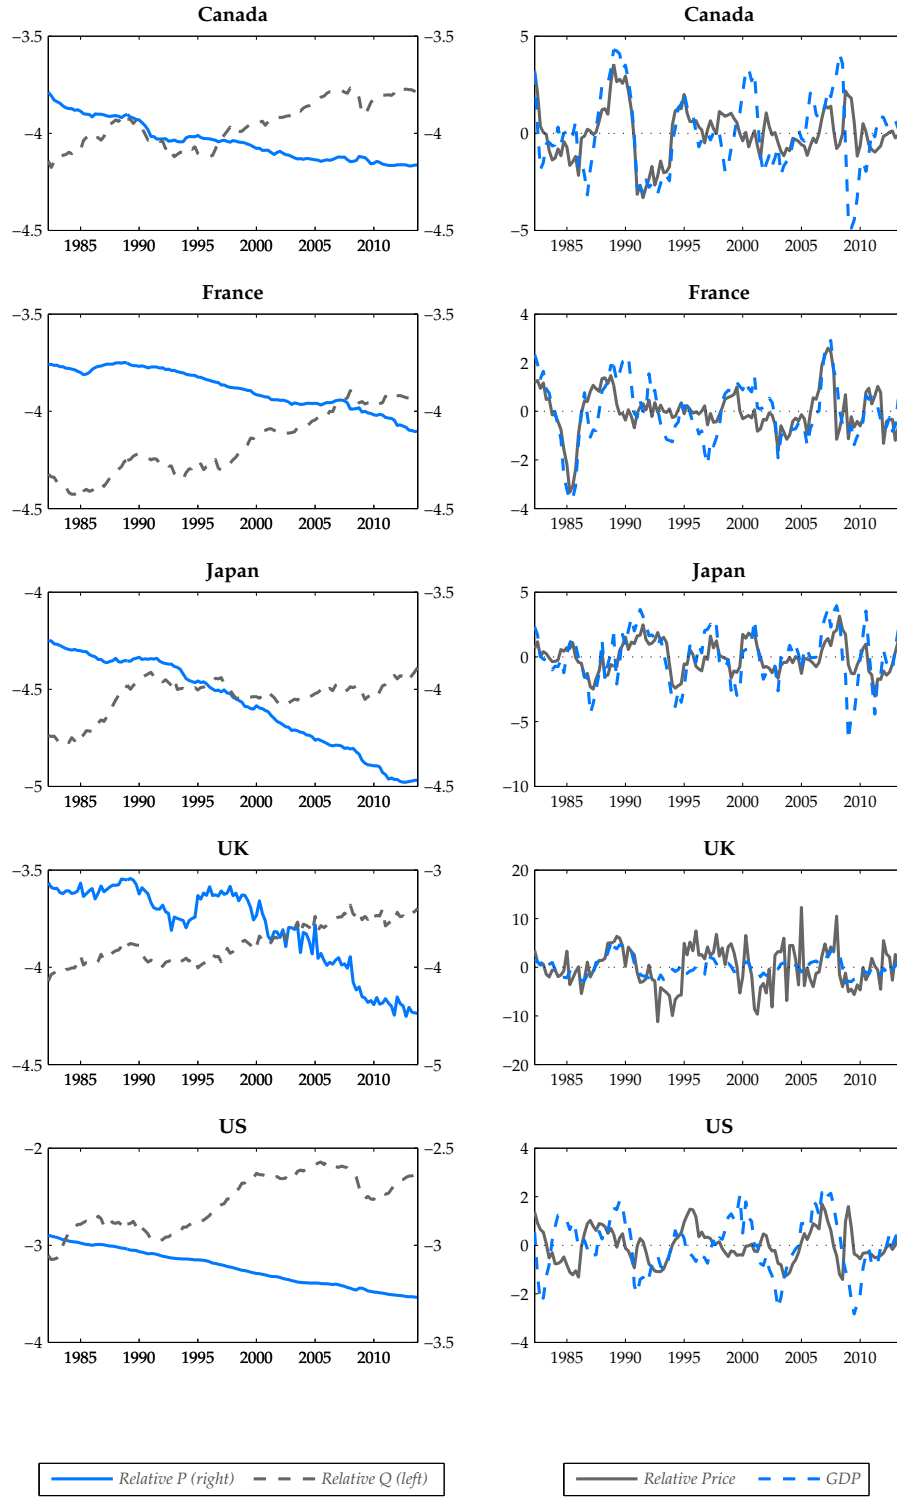 Canada Canada
−3.5 −3.5 5
−4 −4 0
−4.5 −4.5 −5
1985 1990 1995 2000 2005 2010 1985 1990 1995 2000 2005 2010
France France
−3.5 −3.5 4
2
−4 −4 0
−2
−4.5 −4.5 −4
1985 1990 1995 2000 2005 2010 1985 1990 1995 2000 2005 2010
Japan Japan
−4 −3.5 5
−4.5 −4 0
−5
−5 −4.5 −10
1985 1990 1995 2000 2005 2010 1985 1990 1995 2000 2005 2010
UK UK
−3.5 −3 20
10
−4 −4 0
−10
−4.5 −5 −20
1985 1990 1995 2000 2005 2010 1985 1990 1995 2000 2005 2010
US US
−2 −2.5 4
2
−3 −3 0
−2
−4 −3.5 −4
1985 1990 1995 2000 2005 2010 1985 1990 1995 2000 2005 2010
Relative P (right) Relative Q (left) Relative Price GDP